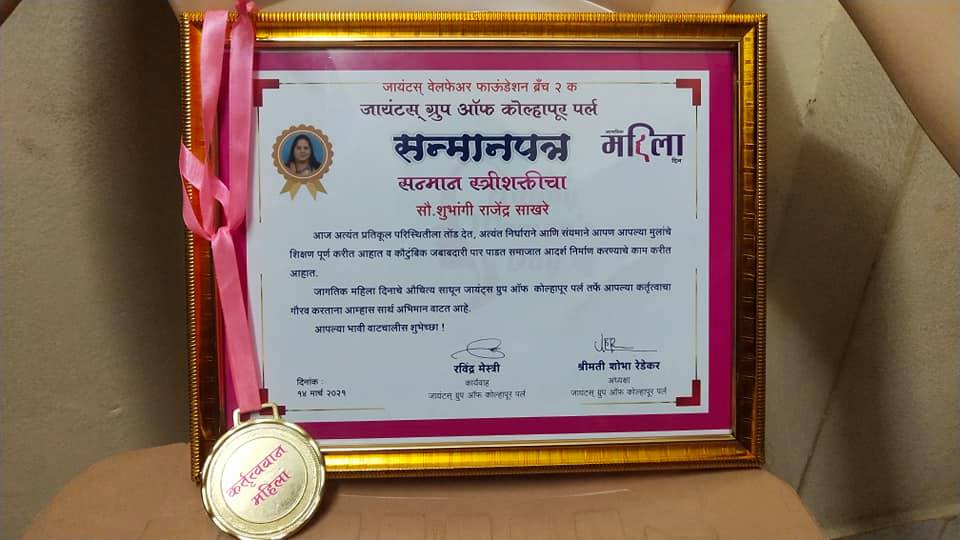 जायंटस् वेलफेअर फाऊंडेशन ब्रँच २ क
जायंटस् ग्रुप ऑफ कोल्हापूर पर्ल
सन्मानपत्र
महिला
दिन
सन्मान स्त्रीशक्तीचा
सौ.शुभांगी राजेंद्र साखरे
आज अत्यंत प्रतिकूल परिस्थितीला तोंड देत, अत्यंत निर्धाराने आणि संयमाने आपण आपल्या मुलांचे
शिक्षण पूर्ण करीत आहात व कौटुंबिक जबाबदारी पार पाडत समाजात आदर्श निर्माण करण्याचे काम करीत
आहात.
जागतिक महिला दिनाचे औचित्य साधून जायंट्स ग्रुप ऑफ कोल्हापूर पर्ल तर्फे आपल्या कर्तृत्वाचा
गौरव करताना आम्हास सार्थ अभिमान वाटत आहे.
आपल्या भावी वाटचालीस शुभेच्छा !
रविंद्र मेस्त्री
कार्यवाह
जायंटस् ग्रुप ऑफ कोल्हापूर पर्ल
श्रीमती शोभा रेडेकर
अध्यक्षा
जायंटस् ग्रुप ऑफ कोल्हापूर पर्ल
दिनांक :
१४ मार्च २०२१
कर्तृत्ववान
महिला